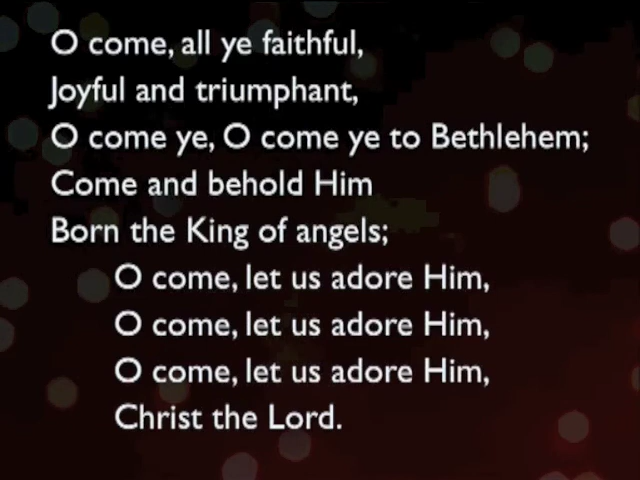 O come, all ye faithful,
Joyful and triumphant,
O come ye, O come ye to Bethlehem;
Come and behold Him
Born the King of angels;
O come, let us adore Him,
O come, let us adore Him,
O come, let us adore Him,
Christ the Lord.